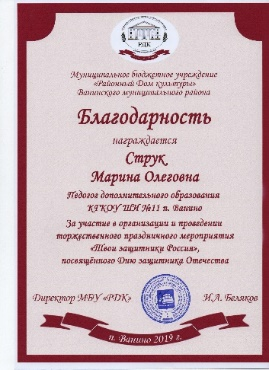 РДК
Муниципальное бюджетное учреждение
«Районный Дом культуры»
Ванинского муниципального района
Благодарность
награждается
Струк
Марина Олеговна
Педагог дополнительного образования
КГКОУ ШИ №11 п. Ванино
За участие в организации и проведении
торжественного праздничного мероприятия
«Твои защитники Россия»,
посвящённого Дню защитника Отечества
Директор МБУ «РДК» И.А. Беляков
п. Ванино 2019 г.